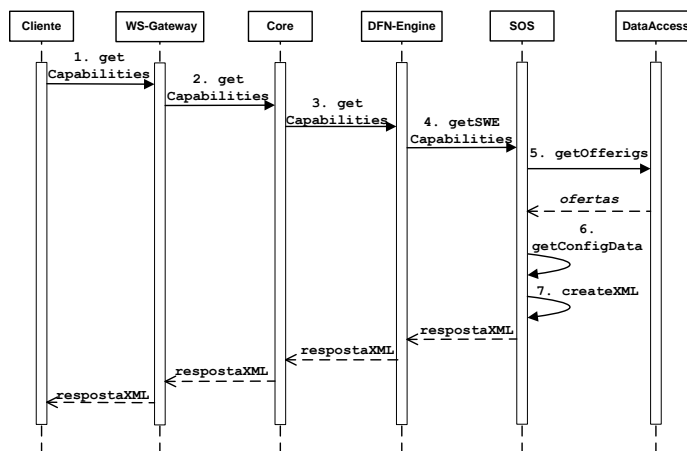 Cliente
WS-Gateway
Core
DFN-Engine
SOS
DataAccess
1. get
Capabilities
2. get
Capabilities
3. get
Capabilities
4. getSWE
Capabilities
5. getOfferigs
ofertas
6.
getConfigData
7. createXML
respostaXML
respostaXML
respostaXML
respostaXML